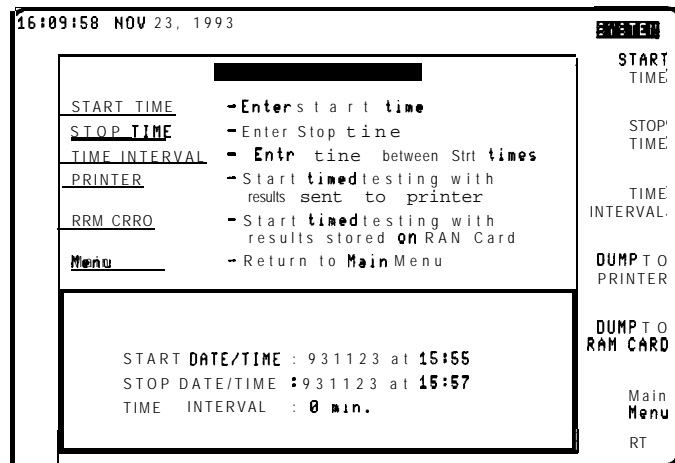 16:09:58 NOV 23, 1993
SYSTEM
START TIME
START TIME -Enter start time
STOP TIME -Enter Stop tine
STOP TIME
TIME INTERVAL - Entr tine between Strt times
PRINTER -Start timed testing with
results sent to printer
TIME INTERVAL
RRM CRRO -Start timed testing with
results stored on RAN Card
Menu -Return to Main Menu
DUMP TO PRINTER
DUMP TO RAM CARD
START DATE/TIME : 931123 at 15:55
STOP DATE/TIME : 931123 at 15:57
TIME INTERVAL : 0 min.
Main Menu
RT